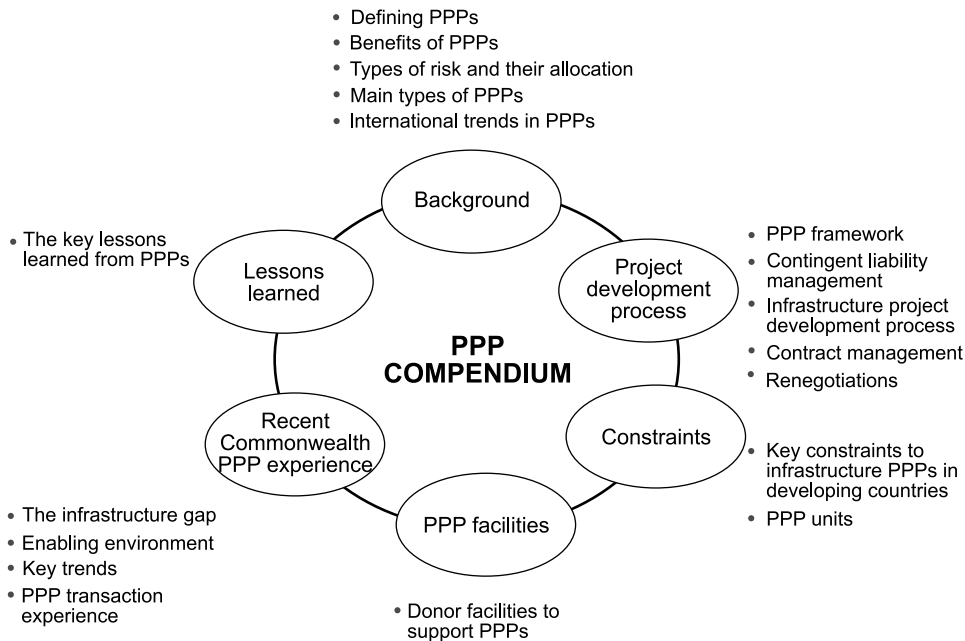 • Defining PPPs
• Benefits of PPPs
• Types of risk and their allocation
• Main types of PPPs
• International trends in PPPs
Background
• The key lessons
learned from PPPs
Lessons
learned
Project
development
process
• PPP framework
• Contingent liability
management
• Infrastructure project
development process
• Contract management
• Renegotiations
PPP
COMPENDIUM
Recent
Commonwealth
PPP experience
Constraints
• Key constraints to
infrastructure PPPs in
developing countries
• PPP units
PPP facilities
• The infrastructure gap
• Enabling environment
• Key trends
• PPP transaction
experience
• Donor facilities to
support PPPs